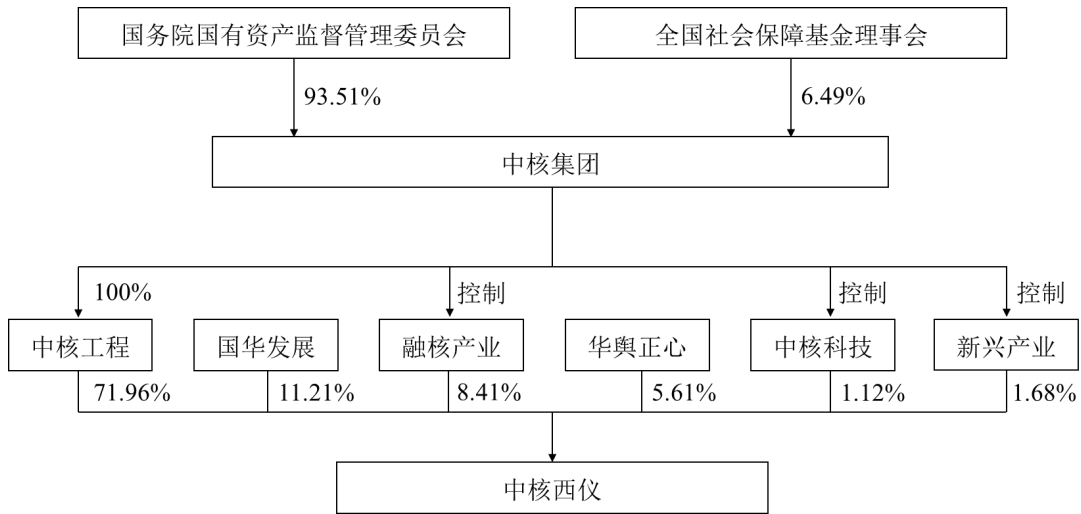 国务院国有资产监督管理委员会
全国社会保障基金理事会
93.51%
6.49%
中核集团
100%
控制
控制
控制
中核工程
国华发展
融核产业
华舆正心
中核科技
新兴产业
71.96%
11.21%
8.41%
5.61%
1.12%
1.68%
中核西仪